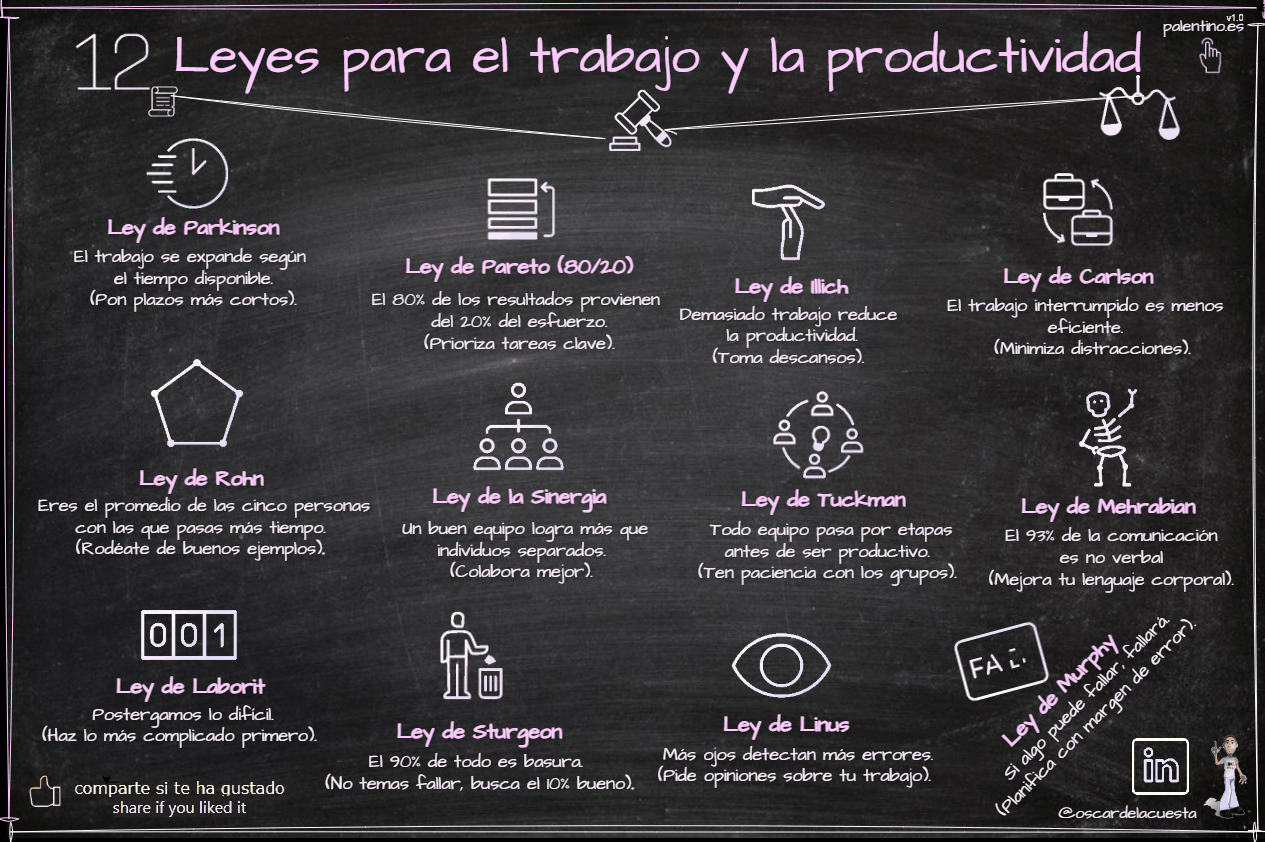 v1.0
palentino.es
12 Leyes para el trabajo y la productividad
Ley de Parkinson
El trabajo se expande según
el tiempo disponible.
(Pon plazos más cortos).
Ley de Pareto (80/20)
El 80% de los resultados provienen
del 20% del esfuerzo.
(Prioriza tareas clave).
Ley de Illich
Demasiado trabajo reduce
la productividad.
(Toma descansos).
Ley de Carlson
El trabajo interrumpido es menos
eficiente.
(Minimiza distracciones).
Ley de Rohn
Eres el promedio de las cinco personas
con las que pasas más tiempo.
(Rodéate de buenos ejemplos).
Ley de la Sinergia
Un buen equipo logra más que
individuos separados.
(Colabora mejor).
Ley de Tuckman
Todo equipo pasa por etapas
antes de ser productivo.
(Ten paciencia con los grupos).
Ley de Mehrabian
El 93% de la comunicación
es no verbal
(Mejora tu lenguaje corporal).
001
Ley de Laborit
Postergamos lo difícil.
(Haz lo más complicado primero).
Ley de Sturgeon
El 90% de todo es basura.
(No temas fallar, busca el 10% bueno).
Ley de Linus
Más ojos detectan más errores.
(Pide opiniones sobre tu trabajo).
Ley de Murphy
Si algo puede fallar, fallará.
(Planifica con margen de error).
comparte si te ha gustado
share if you liked it
in
@oscardelacuesta